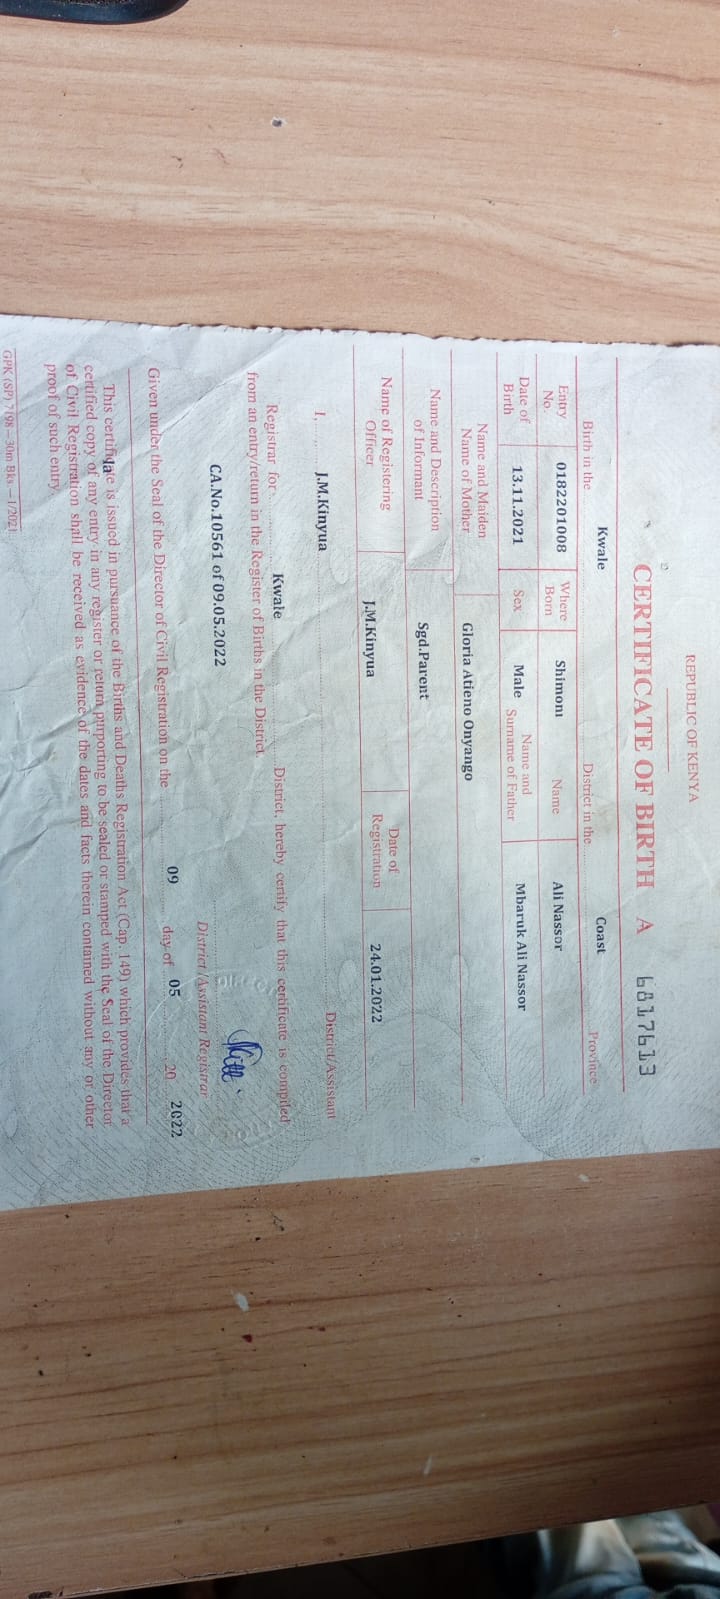 REPUBLIC OF KENYA
CERTIFICATE OF BIRTH A 6817613
Birth in the Kwale District in the Coast Province
Entry No. 0182201008 Where Born Shimoni Name Ali Nassor
Date of Birth 13.11.2021 Sex Male Name and Surname of Father Mbaruk Ali Nassor
Name and Maiden Name of Mother Gloria Atieno Onyango
Name and Description of Informant Sgd.Parent
Name of Registering Officer J.M.Kinyua Date of Registration 24.01.2022
I, J.M.Kinyua District/Assistant
Registrar for Kwale District, hereby certify that this certificate is compiled
from an entry/return in the Register of Births in the District.
CA.No.10561 of 09.05.2022
District/Assistant Registrar
Given under the Seal of the Director of Civil Registration on the 09 day of 05 20 2022
This certificate is issued in pursuance of the Births and Deaths Registration Act (Cap. 149) which provides that a
certified copy of any entry in any register or return purporting to be sealed or stamped with the Seal of the Director
of Civil Registration shall be received as evidence of the dates and facts therein contained without any or other
proof of such entry.
GPK (SP) 7198—30m Bks—1/2021